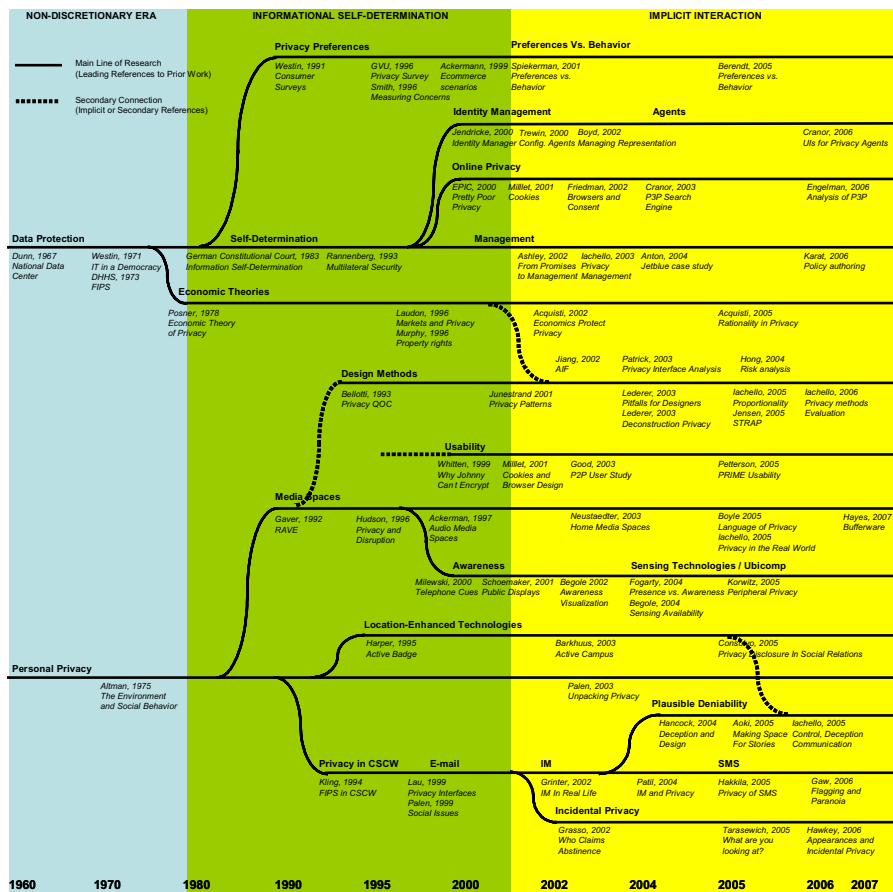 NON-DISCRETIONARY ERA
INFORMATIONAL SELF-DETERMINATION
IMPLICIT INTERACTION
Main Line of Research
(Leading References to Prior Work)
Secondary Connection
(Implicit or Secondary References)
Privacy Preferences
Preferences Vs. Behavior
Westin, 1991
Consumer
Surveys
GVU, 1996
Privacy Survey
Smith, 1996
Measuring Concerns
Ackermann, 1999
Ecommerce
scenarios
Spiekerman, 2001
Preferences vs.
Behavior
Berendt, 2005
Preferences vs.
Behavior
Identity Management
Agents
Jendricke, 2000
Identity Manager
Trewin, 2000
Config. Agents
Boyd, 2002
Managing Representation
Cranor, 2006
UIs for Privacy Agents
Online Privacy
EPIC, 2000
Pretty Poor
Privacy
Millet, 2001
Cookies
Friedman, 2002
Browsers and
Consent
Cranor, 2003
P3P Search
Engine
Engelman, 2006
Analysis of P3P
Data Protection
Self-Determination
Management
Dunn, 1967
National Data
Center
Westin, 1971
IT in a Democracy
DHHS, 1973
FIPS
German Constitutional Court, 1983
Information Self-Determination
Rannenberg, 1993
Multilateral Security
Ashley, 2002
From Promises
to Management
Iachello, 2003
Privacy
Management
Anton, 2004
Jetblue case study
Karat, 2006
Policy authoring
Economic Theories
Posner, 1978
Economic Theory
of Privacy
Laudon, 1996
Markets and Privacy
Murphy, 1996
Property rights
Acquisti, 2002
Economics Protect
Privacy
Acquisti, 2005
Rationality in Privacy
Jiang, 2002
AIF
Patrick, 2003
Privacy Interface Analysis
Hong, 2004
Risk analysis
Design Methods
Bellotti, 1993
Privacy QOC
Junestrand 2001
Privacy Patterns
Lederer, 2003
Pitfalls for Designers
Lederer, 2003
Deconstruction Privacy
Iachello, 2005
Proportionality
Jensen, 2005
STRAP
Iachello, 2006
Privacy methods
Evaluation
Usability
Whitten, 1999
Why Johnny
Can't Encrypt
Millet, 2001
Cookies and
Browser Design
Good, 2003
P2P User Study
Petterson, 2005
PRIME Usability
Media Spaces
Gaver, 1992
RAVE
Hudson, 1996
Privacy and
Disruption
Ackerman, 1997
Audio Media
Spaces
Neustaedter, 2003
Home Media Spaces
Boyle 2005
Language of Privacy
Iachello, 2005
Privacy in the Real World
Hayes, 2007
Bufferware
Awareness
Sensing Technologies / Ubicomp
Milewski, 2000
Telephone Cues
Schoemaker, 2001
Public Displays
Begole 2002
Awareness
Visualization
Fogarty, 2004
Presence vs. Awareness
Begole, 2004
Sensing Availability
Korwitz, 2005
Peripheral Privacy
Location-Enhanced Technologies
Harper, 1995
Active Badge
Barkhuus, 2003
Active Campus
Consolvo, 2005
Privacy Disclosure In Social Relations
Personal Privacy
Altman, 1975
The Environment
and Social Behavior
Palen, 2003
Unpacking Privacy
Plausible Deniability
Hancock, 2004
Deception and
Design
Aoki, 2005
Making Space
For Stories
Iachello, 2005
Control, Deception
Communication
Privacy in CSCW
E-mail
IM
SMS
Kling, 1994
FIPS in CSCW
Lau, 1999
Privacy Interfaces
Palen, 1999
Social Issues
Grinter, 2002
IM In Real Life
Patil, 2004
IM and Privacy
Hakkila, 2005
Privacy of SMS
Gaw, 2006
Flagging and
Paranoia
Incidental Privacy
Grasso, 2002
Who Claims
Abstinence
Tarasewich, 2005
What are you
looking at?
Hawkey, 2006
Appearances and
Incidental Privacy
1960 1970 1980 1990 1995 2000 2002 2004 2005 2006 2007